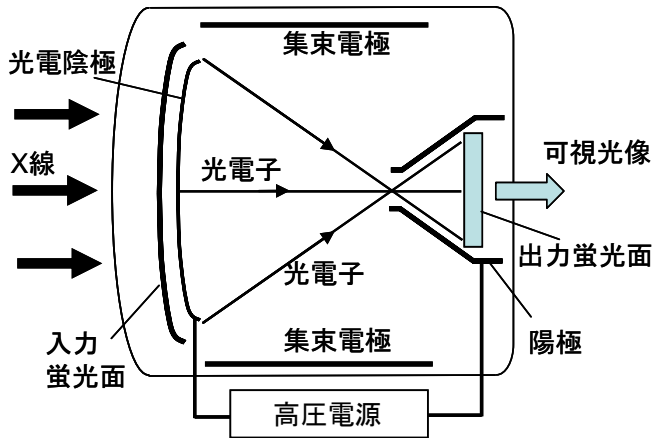 集束電極
光電陰極
X線
光電子
可視光像
光電子
出力蛍光面
入力
蛍光面
集束電極
陽極
高圧電源